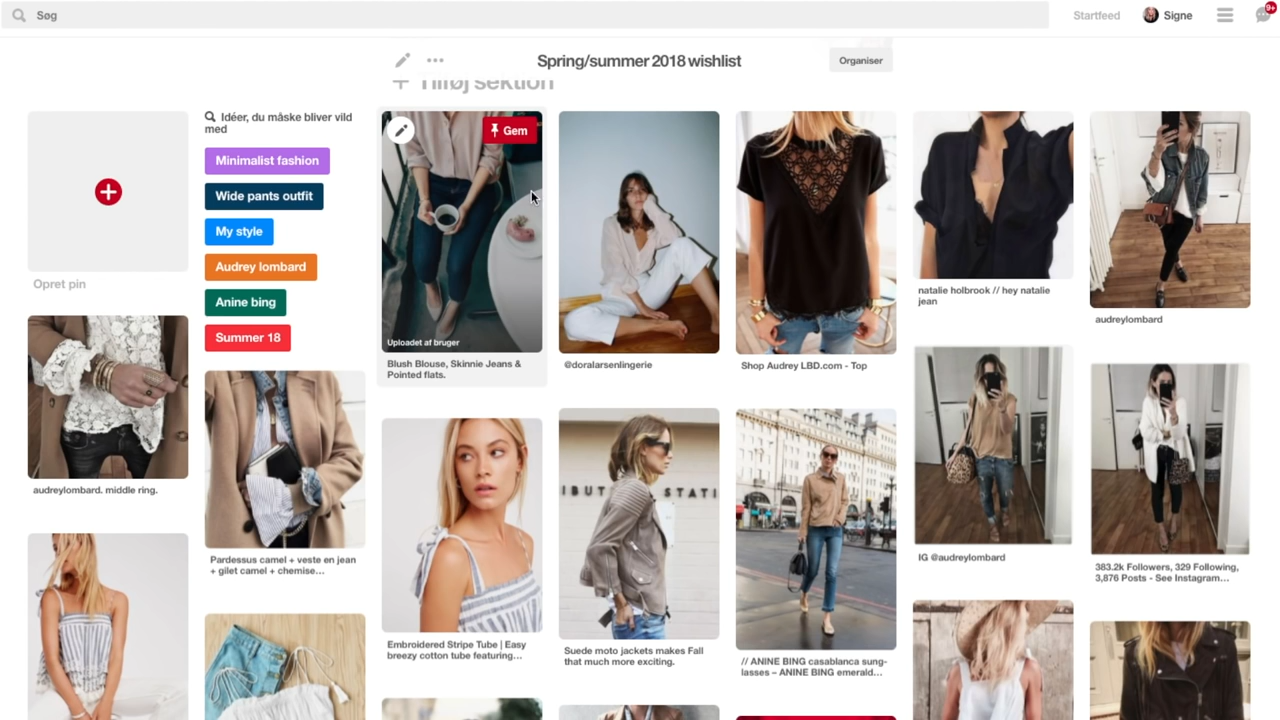 Søg
Startfeed
Signe
9+
Spring/summer 2018 wishlist
Organiser
Tilføj sektion
Opret pin
Idéer, du måske bliver vild
med
Minimalist fashion
Wide pants outfit
My style
Audrey lombard
Anine bing
Summer 18
Gem
Uploadet af bruger
Blush Blouse, Skinnie Jeans &
Pointed flats.
@doralarsenlingerie
Shop Audrey LBD.com - Top
natalie holbrook // hey natalie
jean
audreylombard
audreylombard. middle ring.
Pardessus camel + veste en jean
+ gilet camel + chemise...
Embroidered Stripe Tube | Easy
breezy cotton tube featuring...
IBUT
STATI
Suede moto jackets makes Fall
that much more exciting.
// ANINE BING casablanca sung-
lasses – ANINE BING emerald...
IG @audreylombard
383.2k Followers, 329 Following,
3,876 Posts - See Instagram...